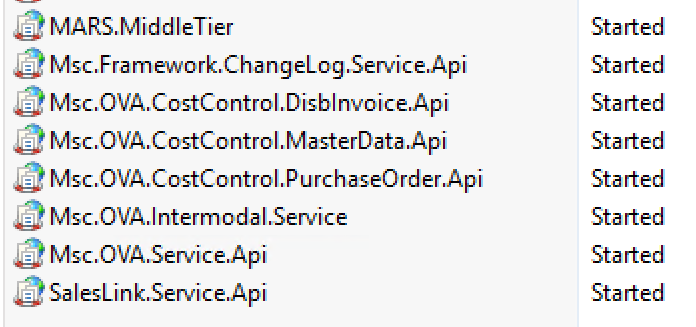 MARS.MiddleTier Started
Msc.Framework.ChangeLog.Service.Api Started
Msc.OVA.CostControl.DisbInvoice.Api Started
Msc.OVA.CostControl.MasterData.Api Started
Msc.OVA.CostControl.PurchaseOrder.Api Started
Msc.OVA.Intermodal.Service Started
Msc.OVA.Service.Api Started
SalesLink.Service.Api Started